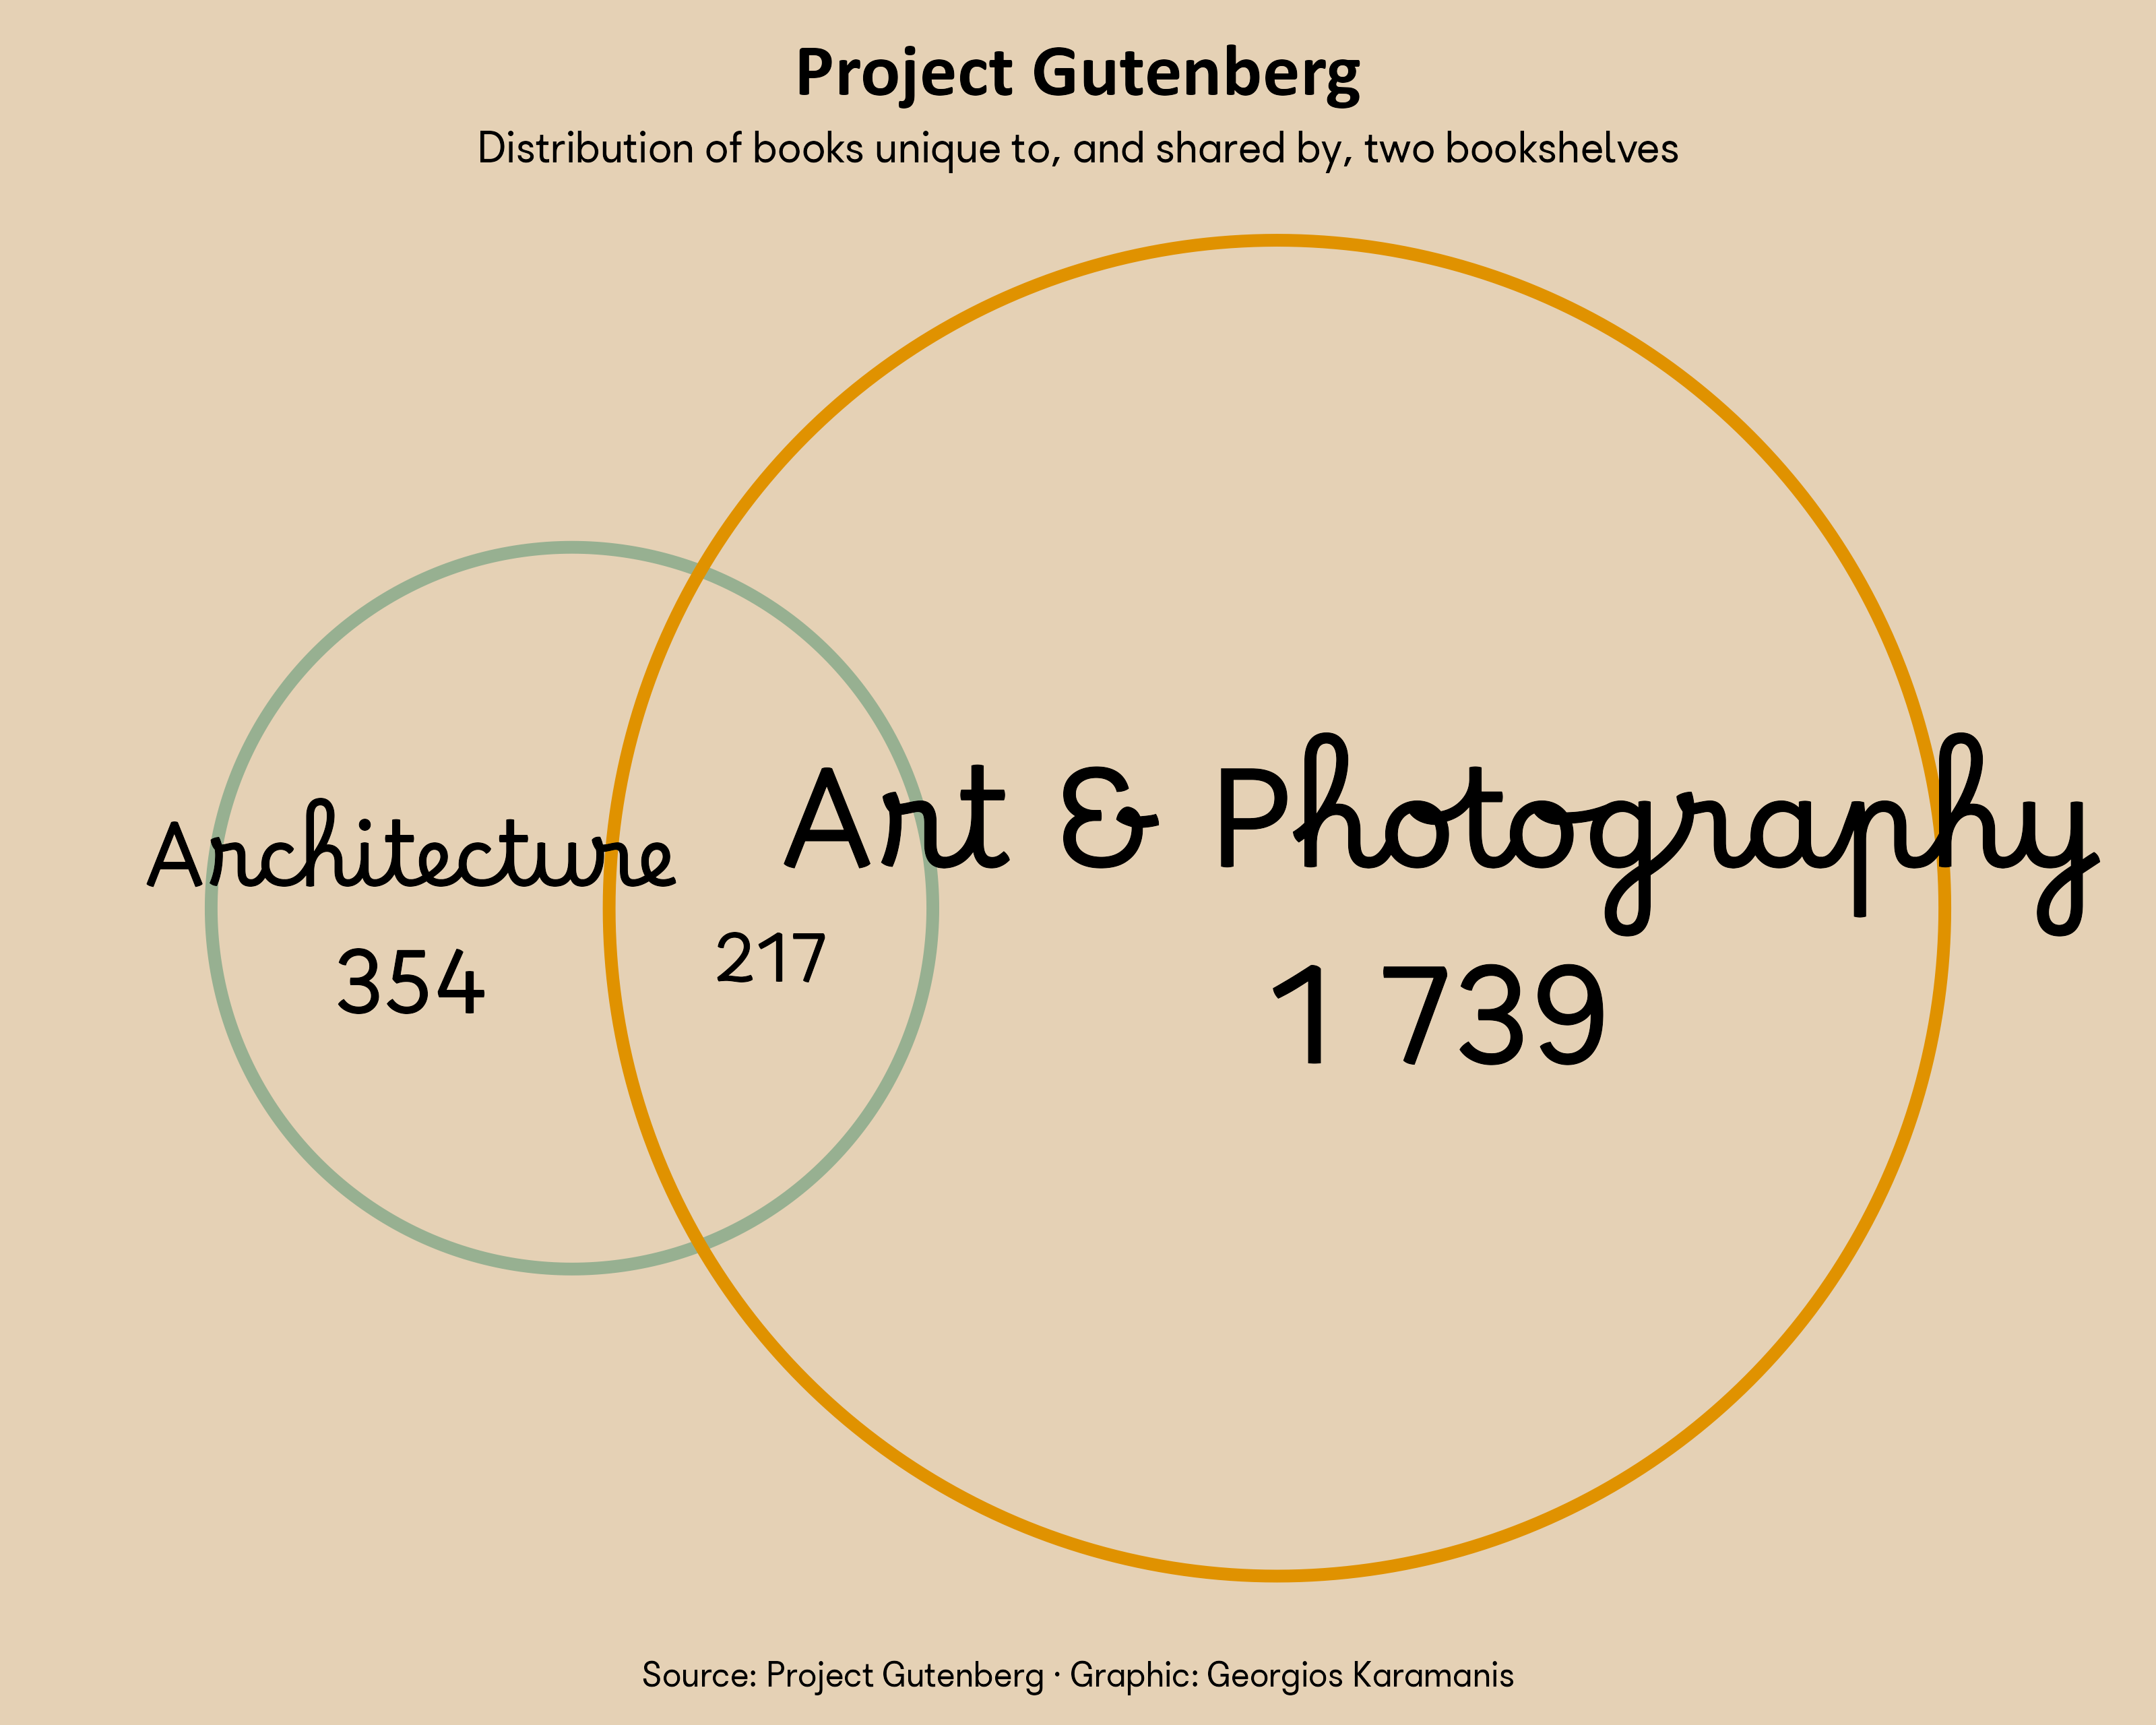 Project Gutenberg
Distribution of books unique to, and shared by, two bookshelves
Architecture
354
217
Art & Photography
1 739
Source: Project Gutenberg · Graphic: Georgios Karamanis